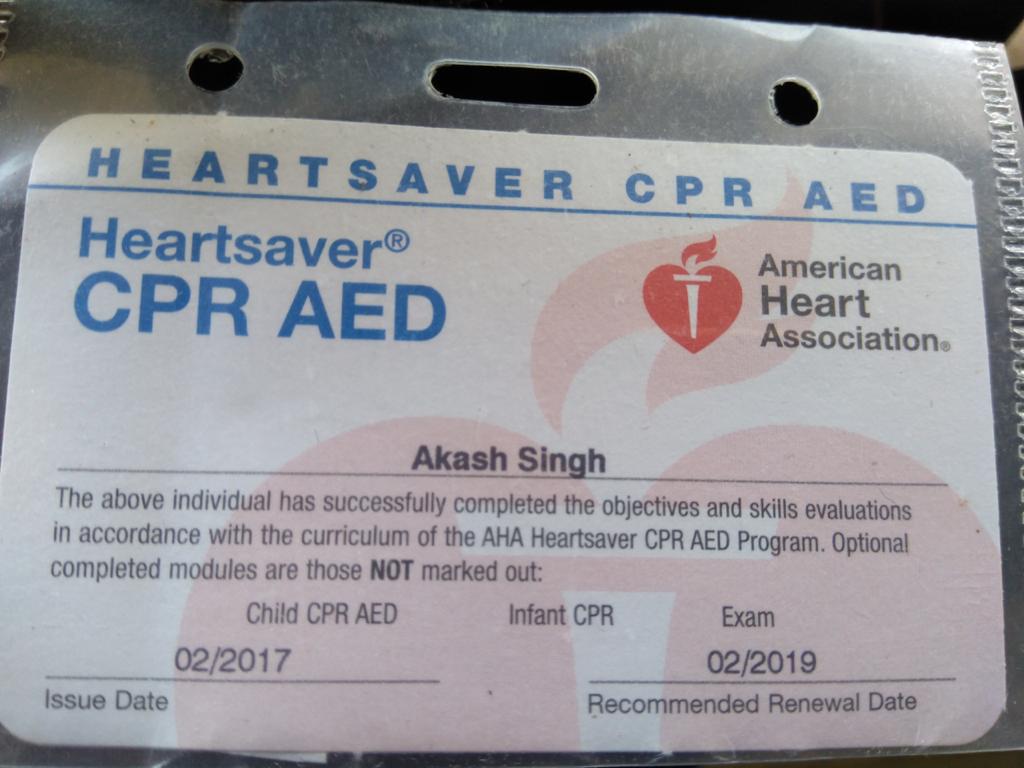 HEARTSAVER CPR AED
Heartsaver®
CPR AED
American
Heart
Association®
Akash Singh
The above individual has successfully completed the objectives and skills evaluations
in accordance with the curriculum of the AHA Heartsaver CPR AED Program. Optional
completed modules are those NOT marked out:
Child CPR AED Infant CPR Exam
02/2017 02/2019
Issue Date Recommended Renewal Date